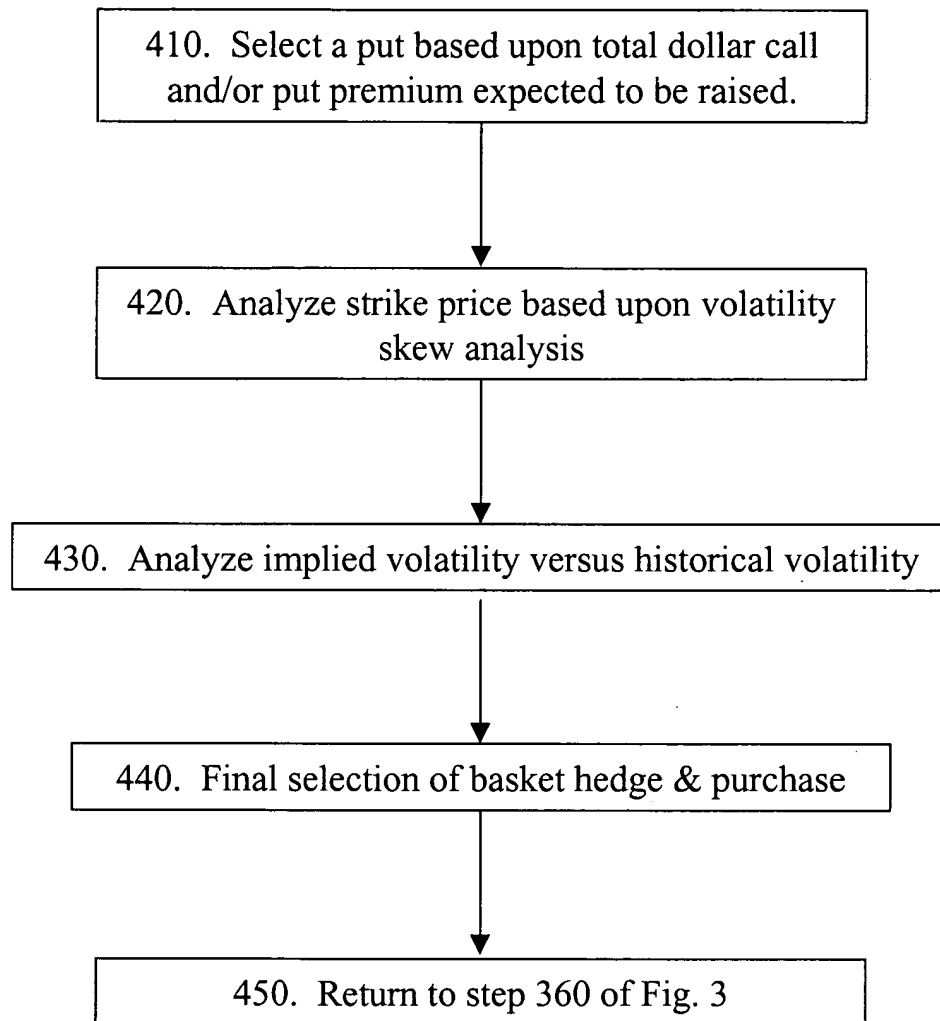 410. Select a put based upon total dollar call
and/or put premium expected to be raised.
420. Analyze strike price based upon volatility
skew analysis
430. Analyze implied volatility versus historical volatility
440. Final selection of basket hedge & purchase
450. Return to step 360 of Fig. 3